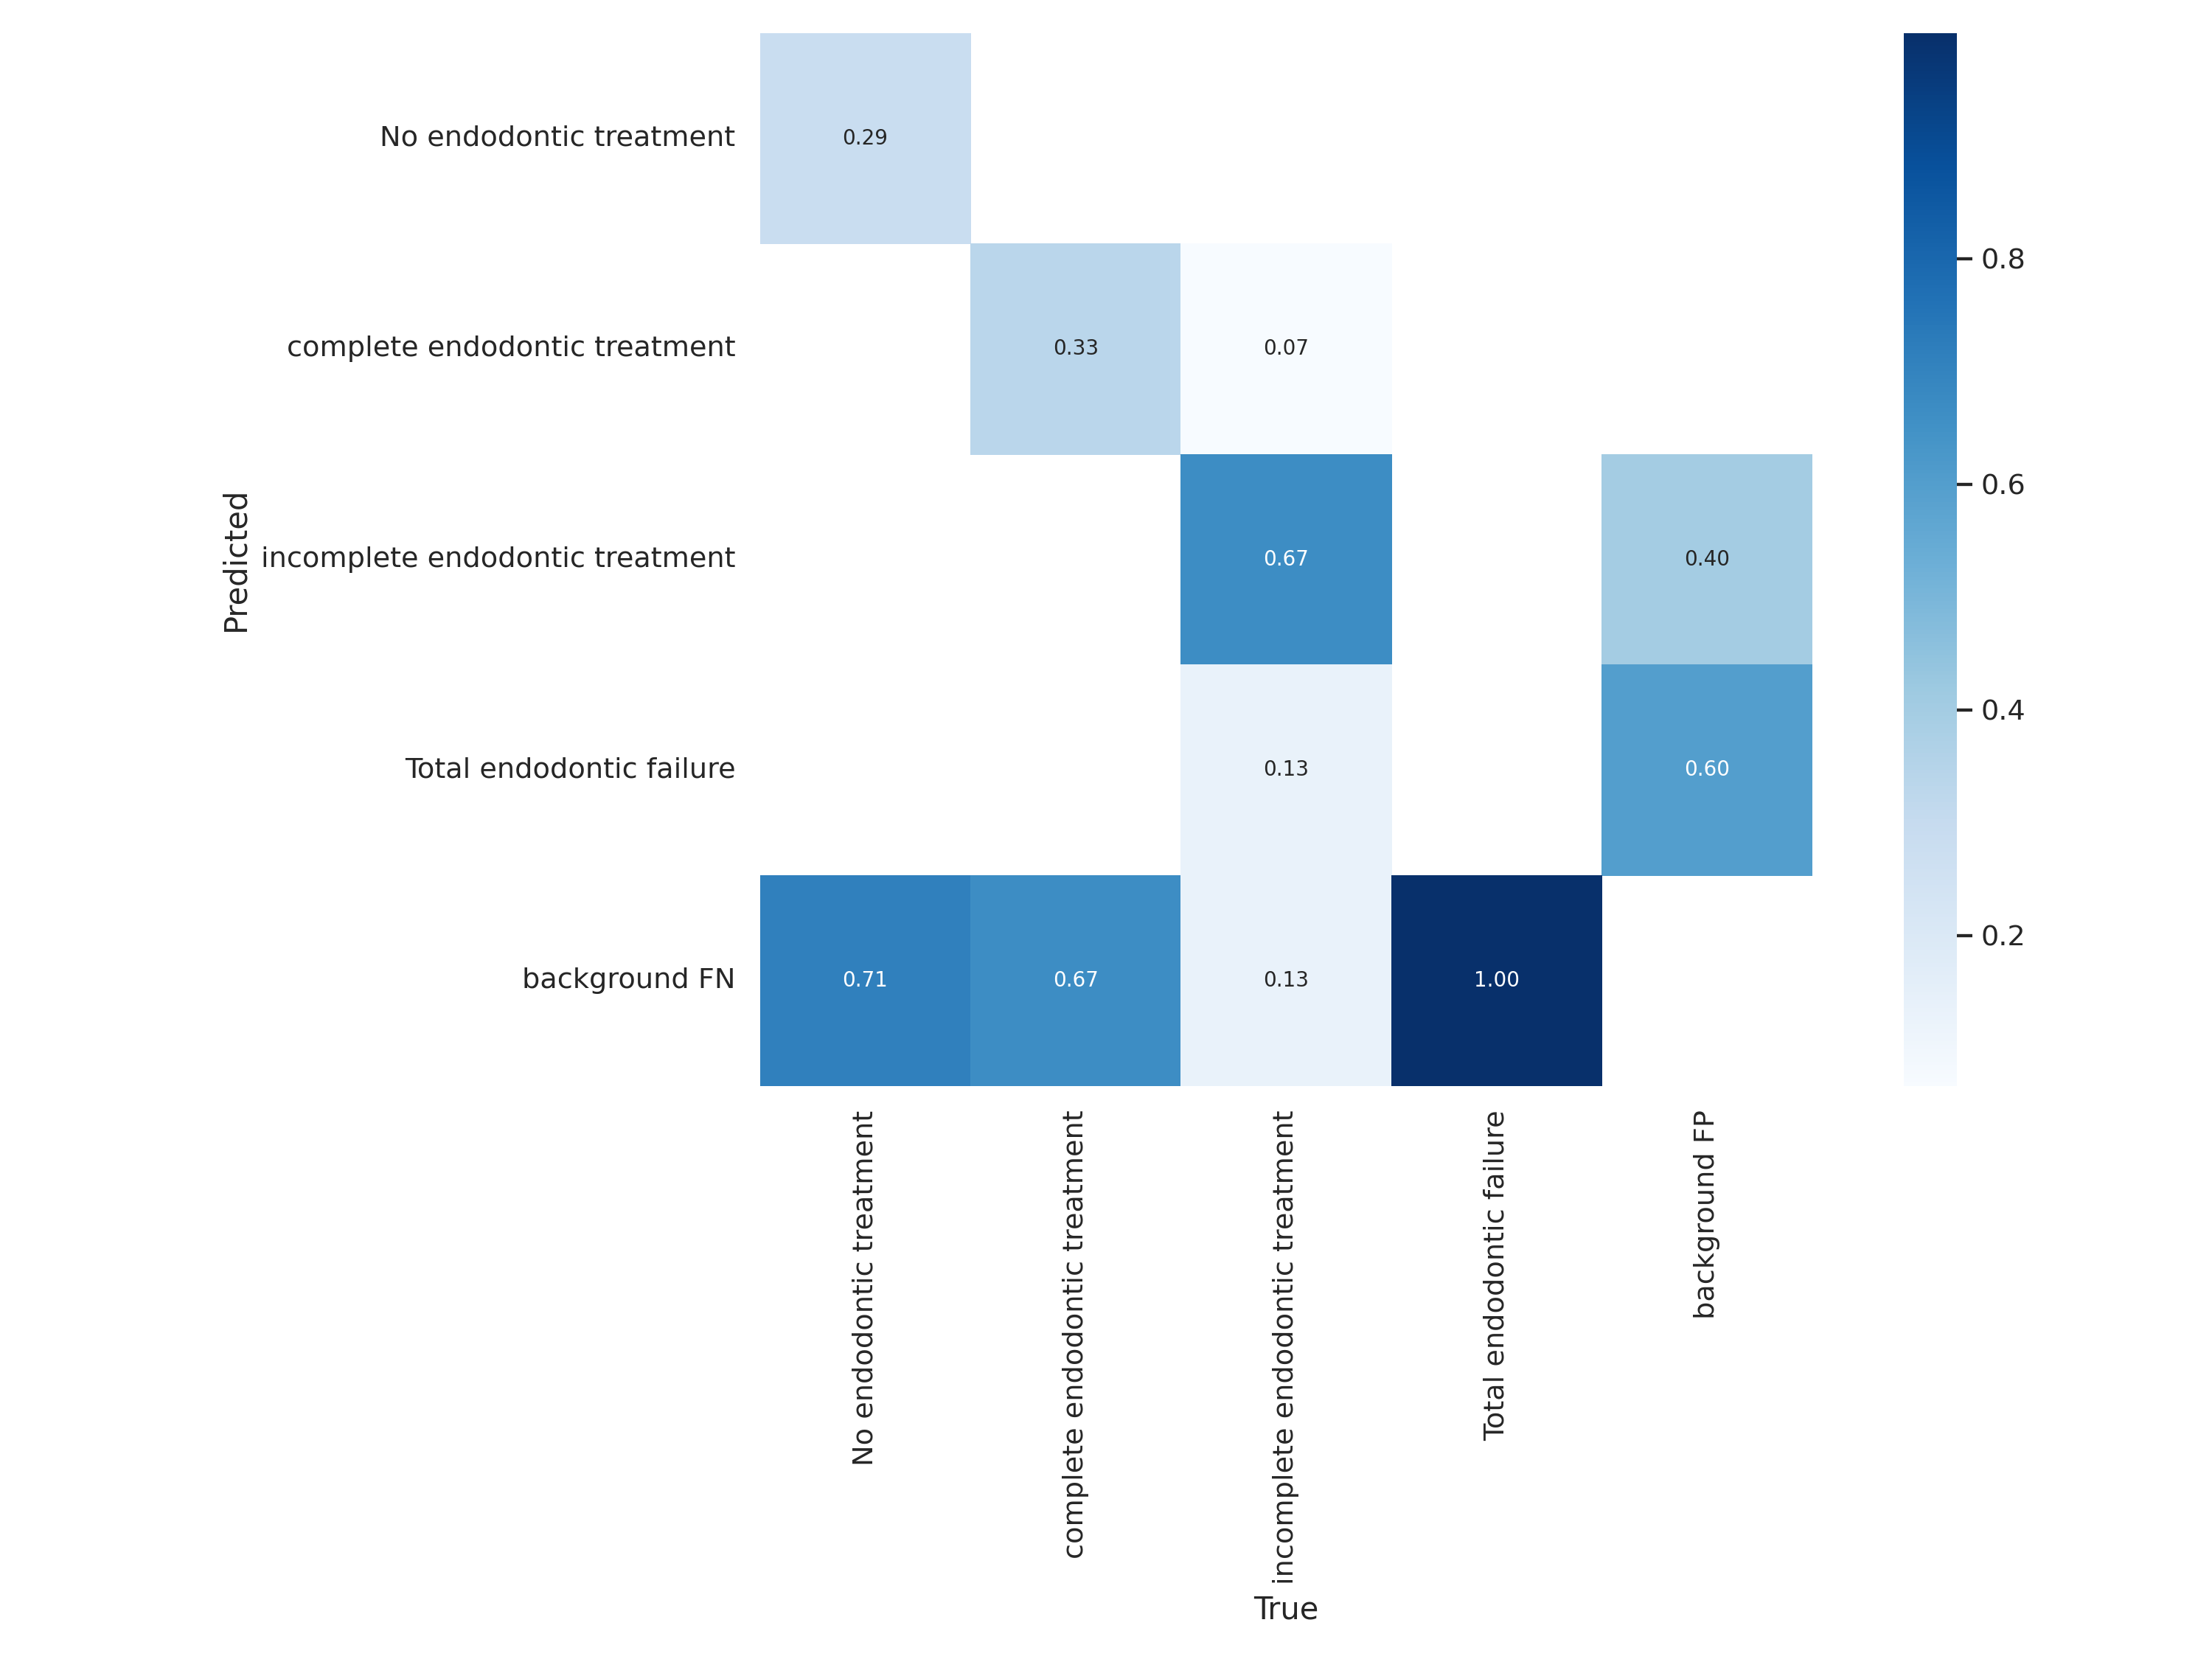 No endodontic treatment
0.29
complete endodontic treatment
0.33
0.07
0.8
Predicted
incomplete endodontic treatment
0.67
0.40
0.6
Total endodontic failure
0.13
0.60
0.4
background FN
0.71
0.67
0.13
1.00
0.2
No endodontic treatment
complete endodontic treatment
incomplete endodontic treatment
Total endodontic failure
background FP
True